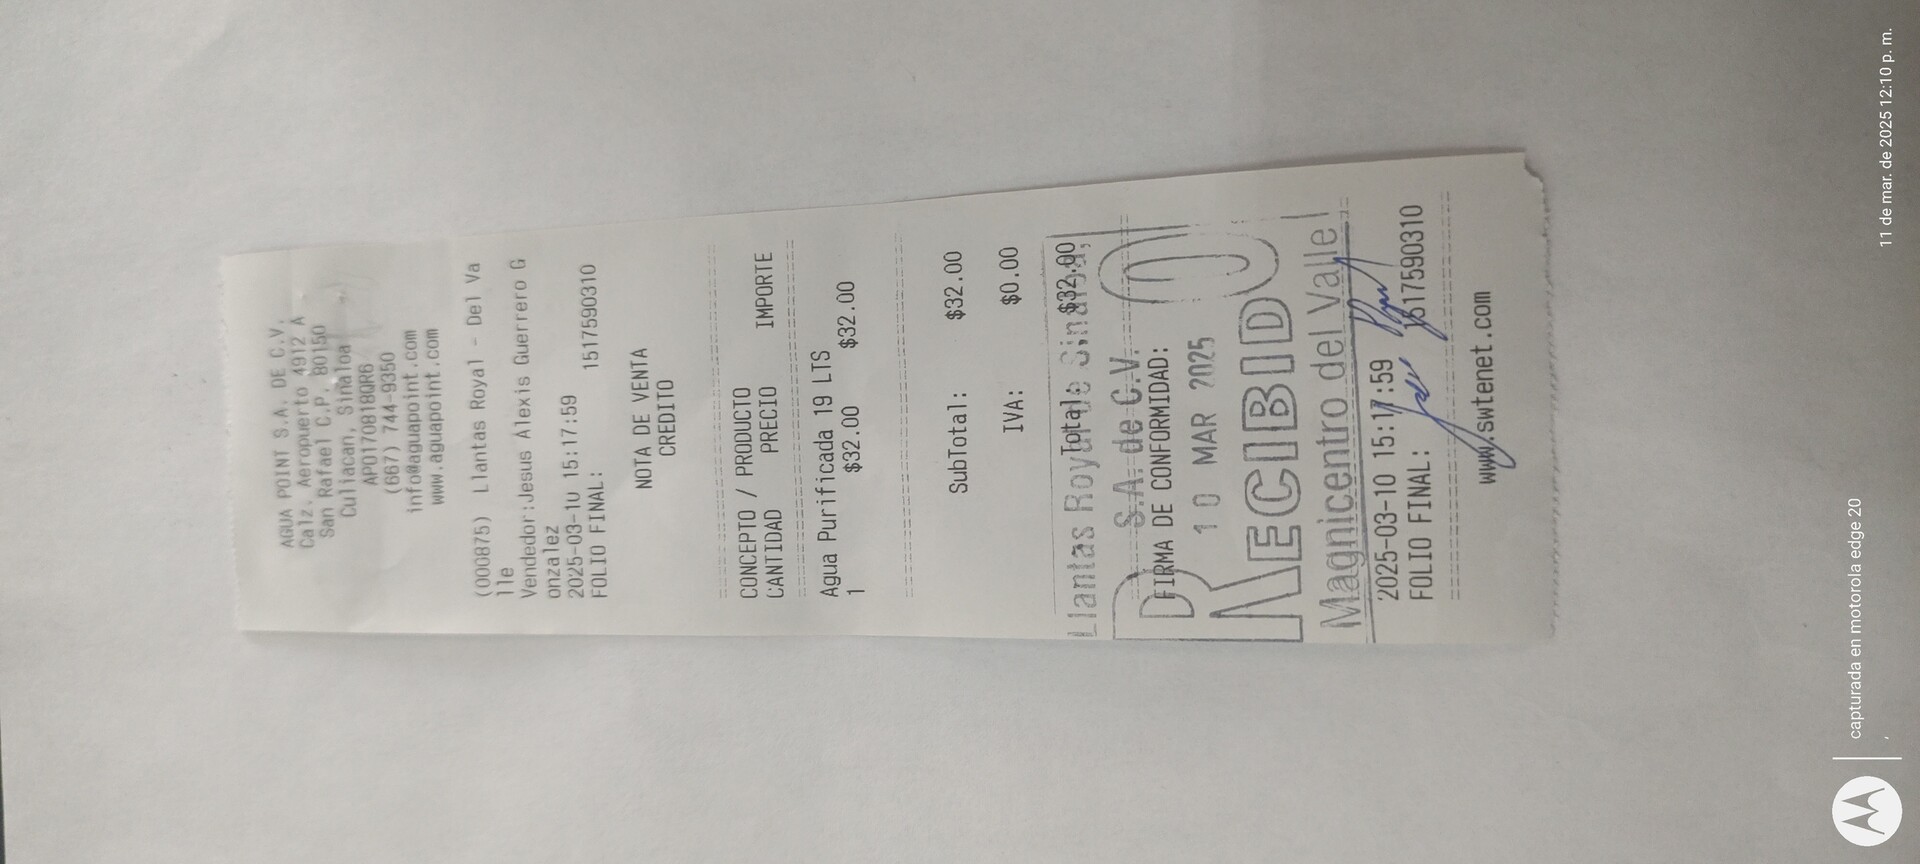 AGUA POINT S.A. DE C.V.
Calz. Aeropuerto 4912 A
San Rafael C.P. 80150
Culiacan, Sinaloa
APO170818QR6
(667) 744-9350
info@aguapoint.com
www.aguapoint.com
(000875) Llantas Royal - Del Va
lle
Vendedor:Jesus Alexis Guerrero G
onzalez
2025-03-10 15:17:59
FOLIO FINAL: 1517590310
NOTA DE VENTA
CREDITO
CONCEPTO / PRODUCTO
CANTIDAD PRECIO IMPORTE
Agua Purificada 19 LTS
1 $32.00 $32.00
SubTotal: $32.00
IVA: $0.00
Total: $32.00
Llantas Royal de Sinaloa,
S.A. de C.V.
FIRMA DE CONFORMIDAD:
10 MAR 2025
RECIBIDO
Magnicentro del Valle
2025-03-10 15:17:59
FOLIO FINAL: 1517590310
www.swtenet.com
capturada en motorola edge 20
11 de mar. de 2025 12:10 p. m.